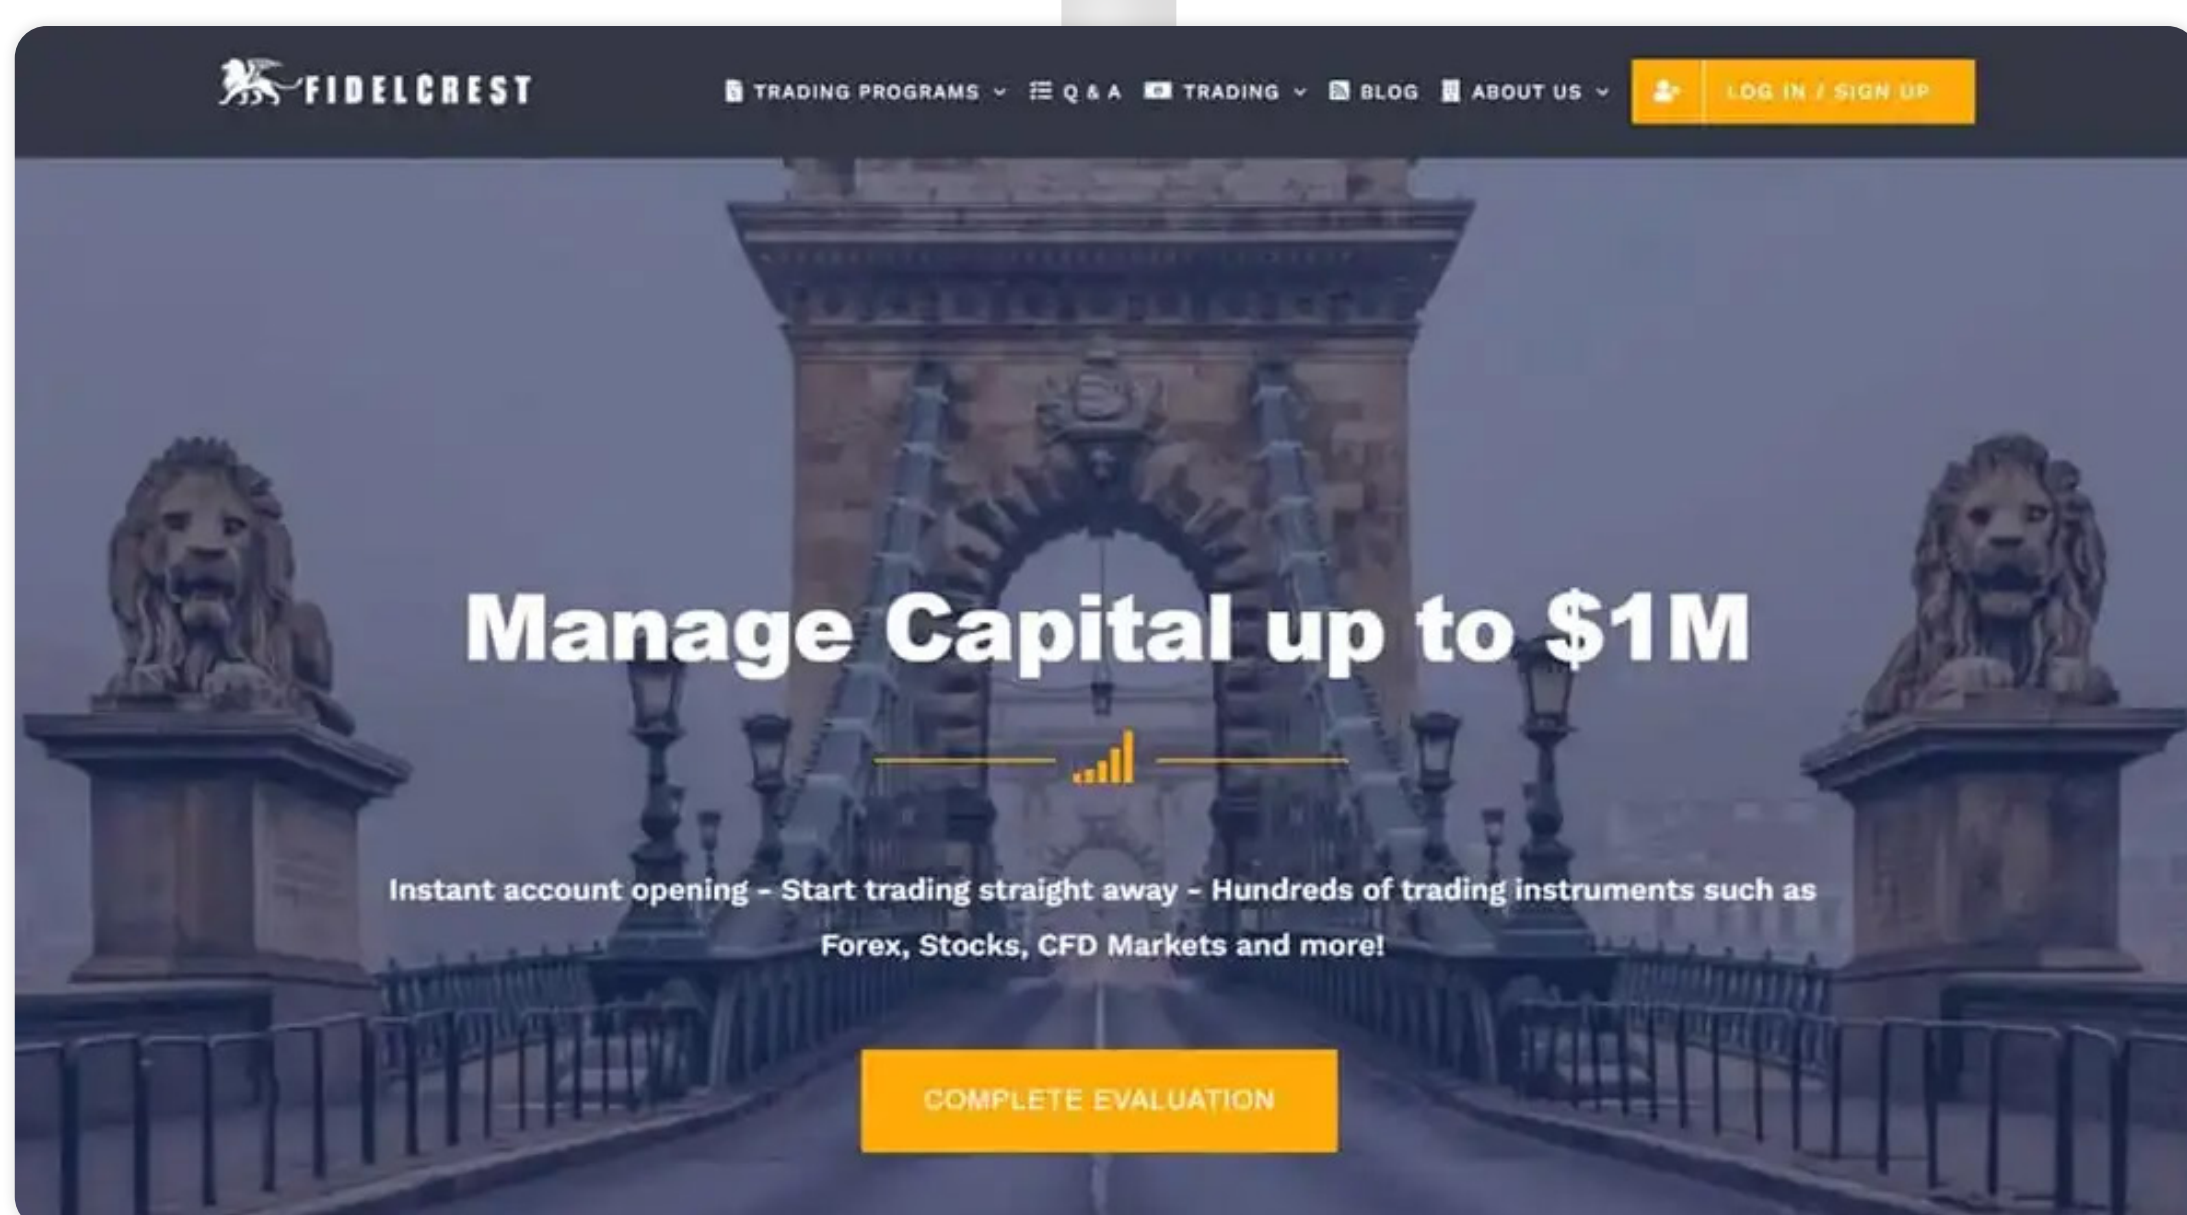 FIDELCREST
TRADING PROGRAMS
Q & A
TRADING
BLOG
ABOUT US
LOG IN / SIGN UP
Manage Capital up to $1M
Instant account opening - Start trading straight away - Hundreds of trading instruments such as
Forex, Stocks, CFD Markets and more!
COMPLETE EVALUATION